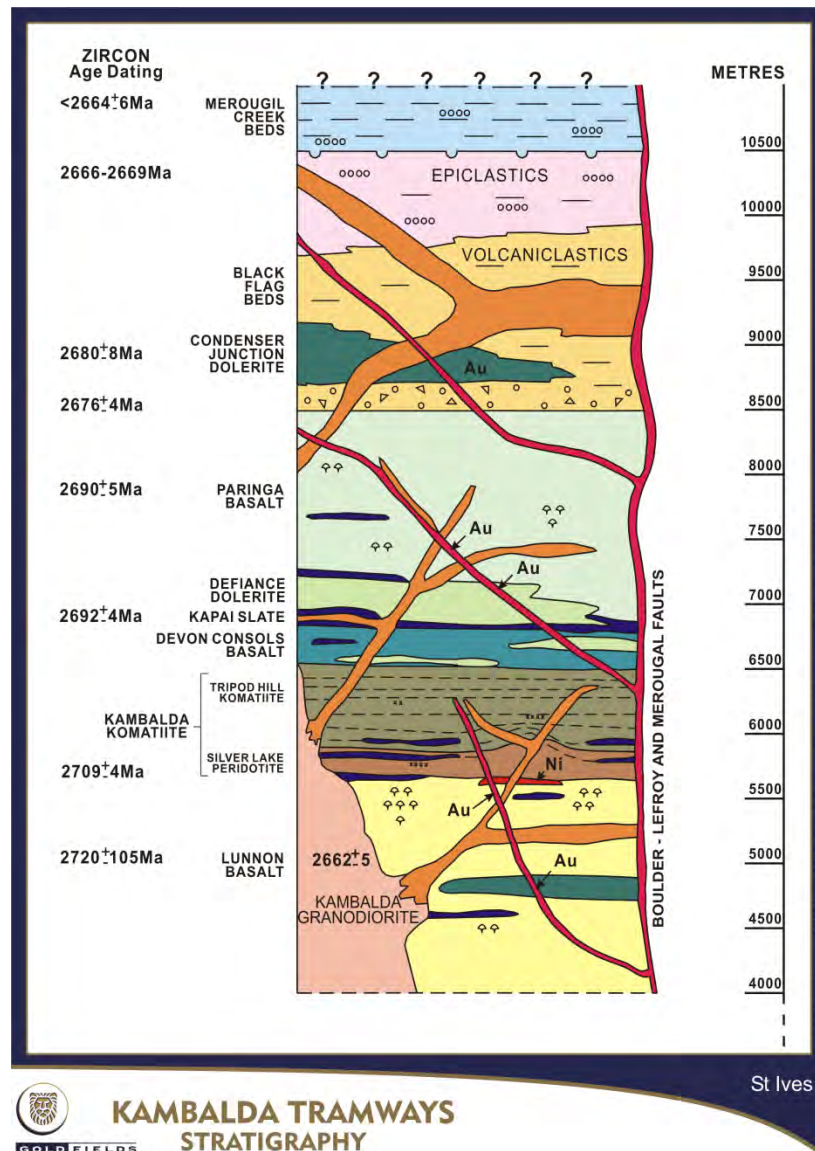 ZIRCON
Age Dating
METRES
? ? ? ? ? ?
<2664±6Ma
MEROUGIL
CREEK
BEDS
10500
2666-2669Ma
EPICLASTICS
10000
VOLCANICLASTICS
9500
BLACK
FLAG
BEDS
9000
2680±8Ma
CONDENSER
JUNCTION
DOLERITE
Au
2676±4Ma
8500
8000
2690±5Ma
PARINGA
BASALT
7500
Au
Au
DEFIANCE
DOLERITE
7000
2692±4Ma
KAPAI SLATE
DEVON CONSOLS
BASALT
6500
TRIPOD HILL
KOMATIITE
KAMBALDA
KOMATIITE
6000
SILVER LAKE
PERIDOTITE
2709±4Ma
Ni
5500
Au
2720±105Ma
LUNNON
BASALT
2662±5
5000
Au
KAMBALDA
GRANODIORITE
4500
4000
BOULDER - LEFROY AND MEROUGAL FAULTS
St Ives
KAMBALDA TRAMWAYS
STRATIGRAPHY
GOLD FIELDS